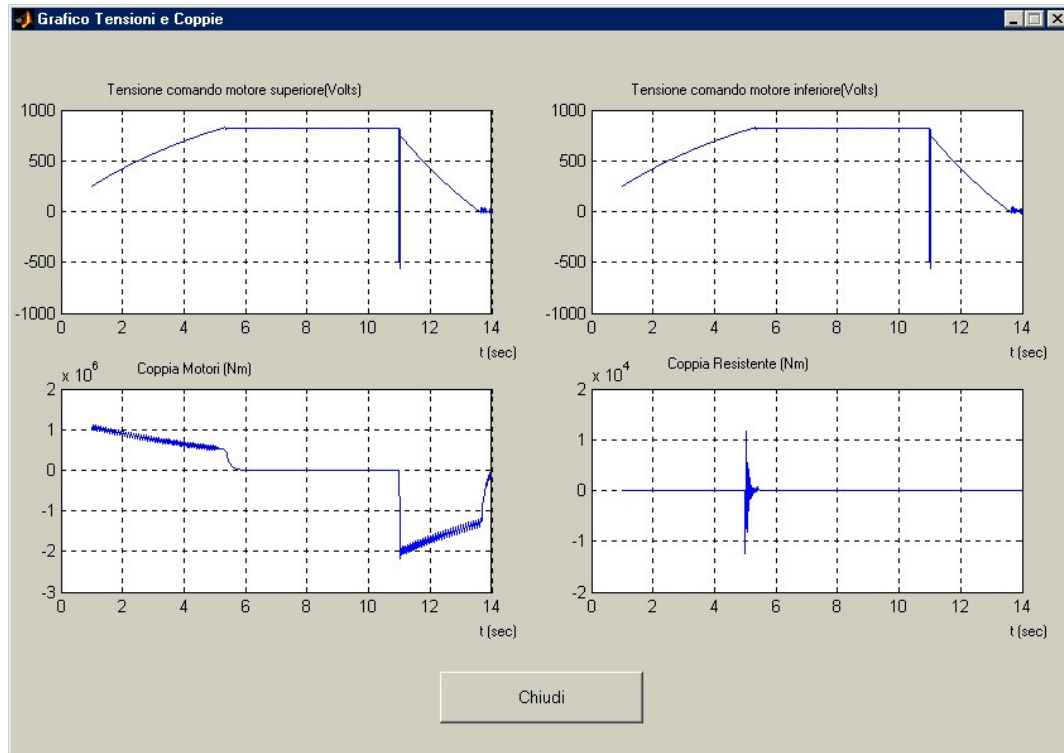 Grafico Tensioni e Coppie
Tensione comando motore superiore(Volts)
1000
500
0
-500
-1000
0 2 4 6 8 10 12 14
t (sec)
Tensione comando motore inferiore(Volts)
1000
500
0
-500
-1000
0 2 4 6 8 10 12 14
t (sec)
Coppia Motori (Nm)
x 10^6
2
1
0
-1
-2
-3
0 2 4 6 8 10 12 14
t (sec)
Coppia Resistente (Nm)
x 10^4
2
1
0
-1
-2
0 2 4 6 8 10 12 14
t (sec)
Chiudi